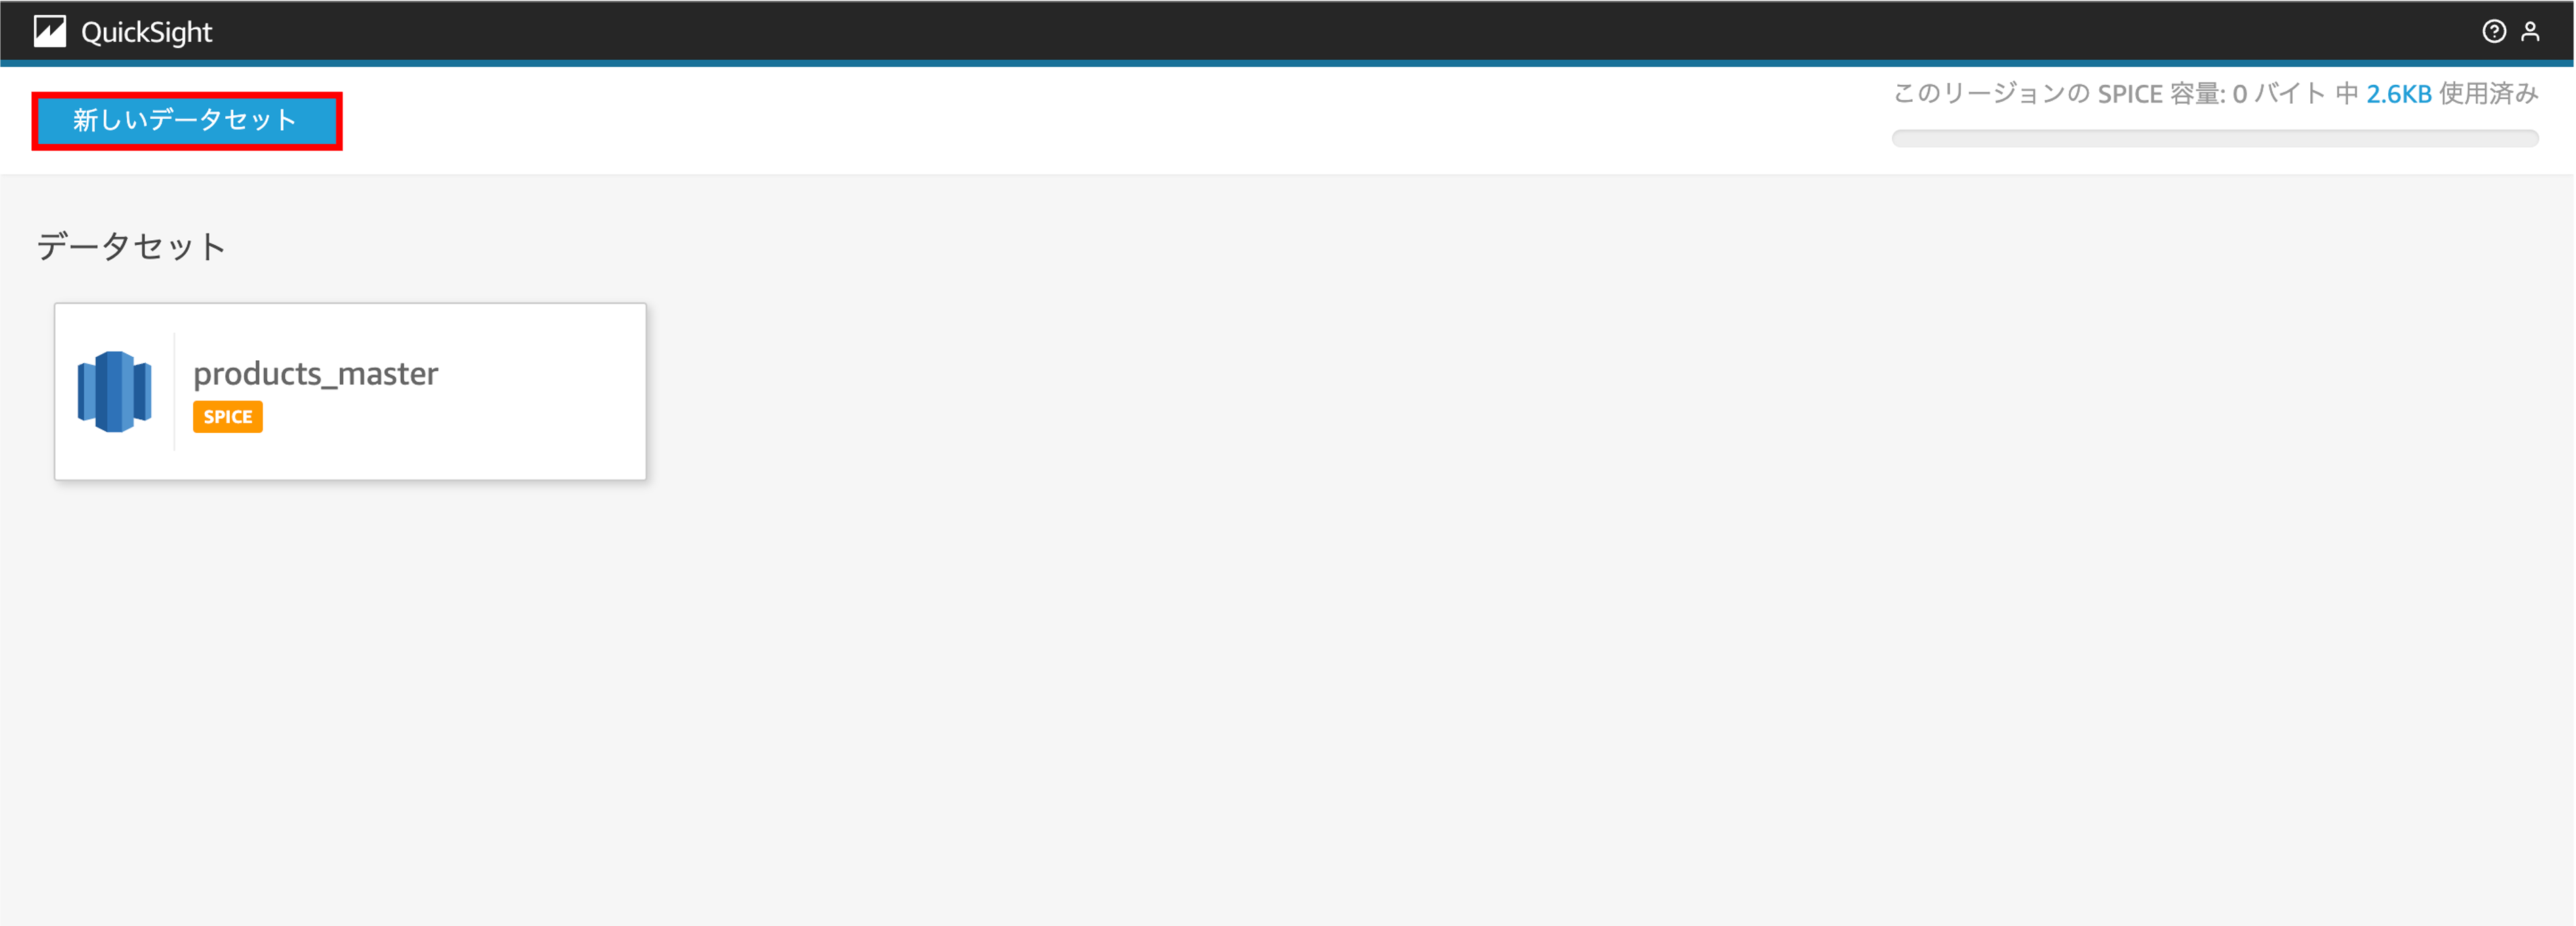 QuickSight
新しいデータセット
このリージョンの SPICE 容量: 0 バイト 中 2.6KB 使用済み
データセット
products_master
SPICE